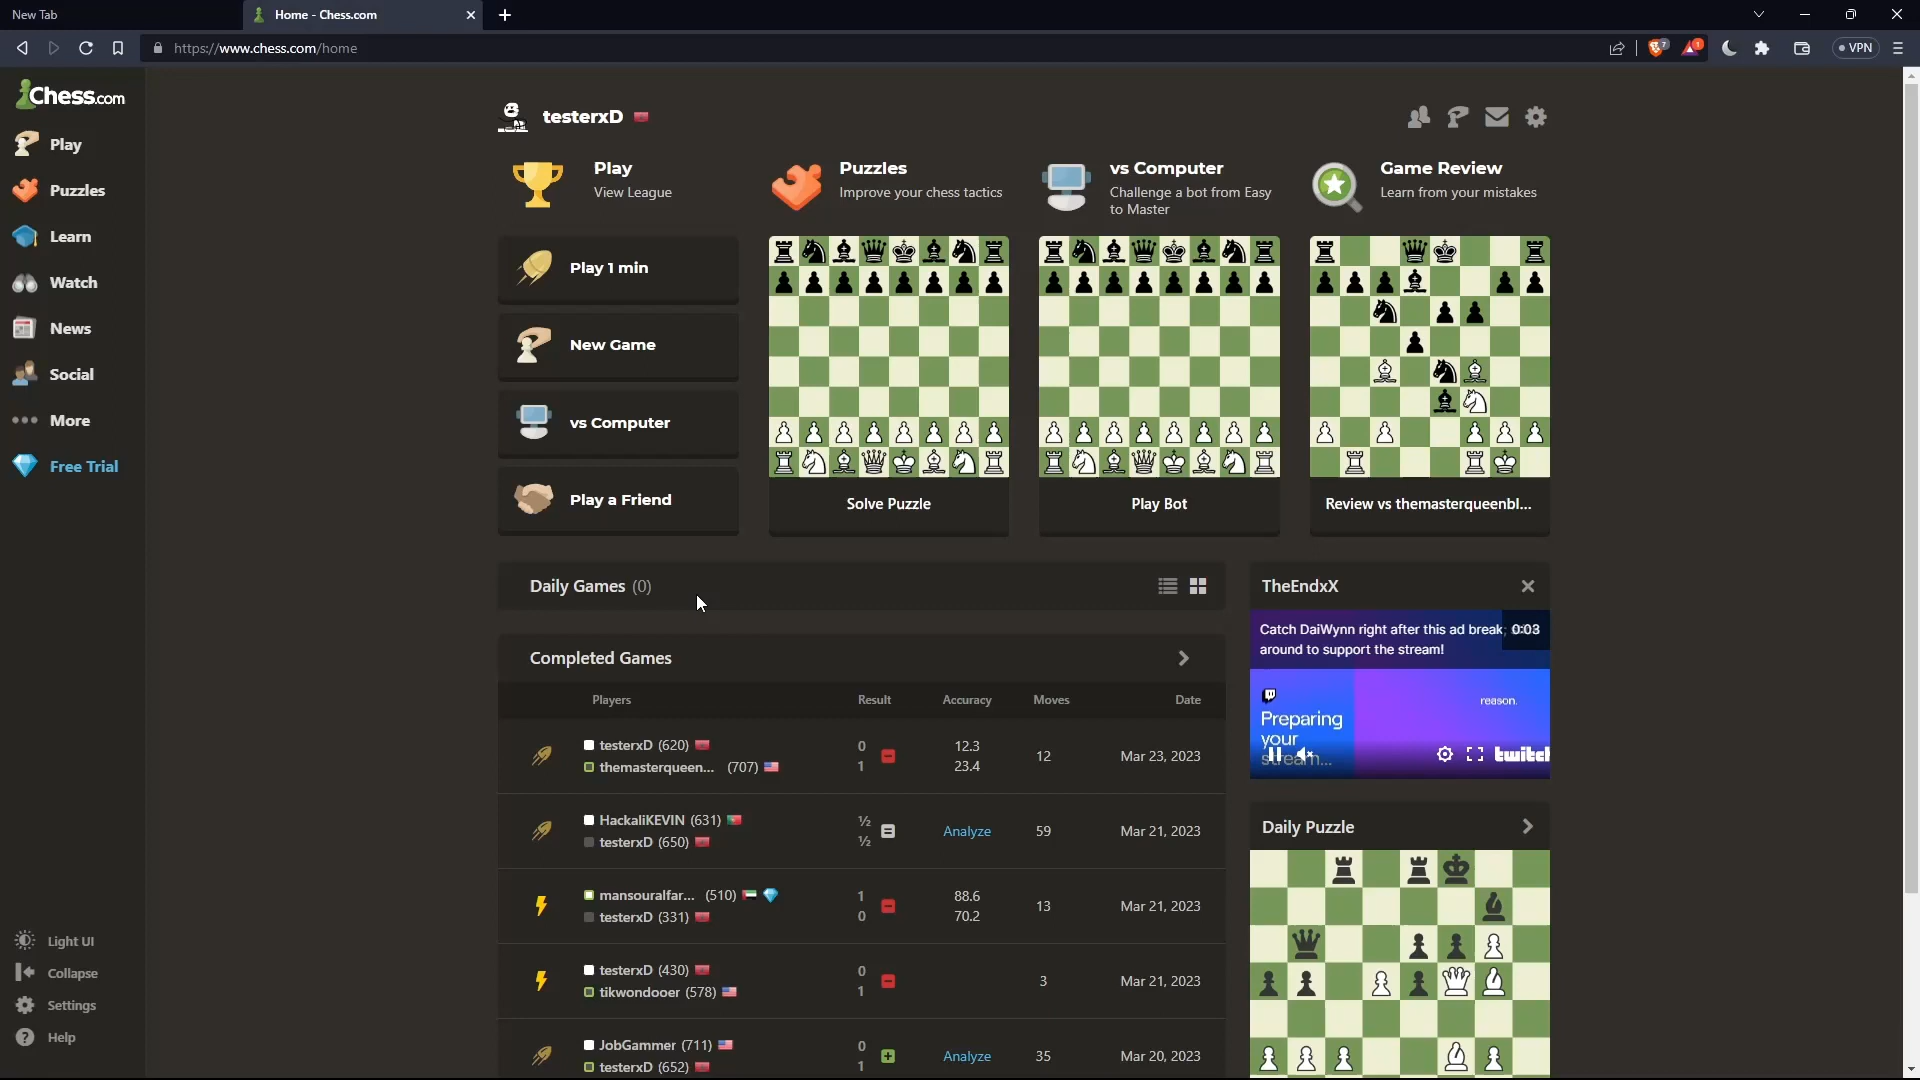 New Tab
Home - Chess.com
https://www.chess.com/home
7
1
VPN
Chess.com
Play
Puzzles
Learn
Watch
News
Social
More
Free Trial
Light UI
Collapse
Settings
Help
testerxD
Play
View League
Puzzles
Improve your chess tactics
vs Computer
Challenge a bot from Easy
to Master
Game Review
Learn from your mistakes
Play 1 min
New Game
vs Computer
Play a Friend
Solve Puzzle
Play Bot
Review vs themasterqueenbl...
Daily Games (0)
Completed Games
Players Result Accuracy Moves Date
testerxD (620) 0 12.3
themasterqueen... (707) 1 23.4
12 Mar 23, 2023
HackaliKEVIN (631) ½
testerxD (650) ½
Analyze 59 Mar 21, 2023
mansouralfar... (510) 1 88.6
testerxD (331) 0 70.2
13 Mar 21, 2023
testerxD (430) 0
tikwondooer (578) 1
3 Mar 21, 2023
JobGammer (711) 0
testerxD (652) 1
Analyze 35 Mar 20, 2023
TheEndxX
Catch DaiWynn right after this ad break; 0:03
around to support the stream!
reason.
Preparing
your
stream...
twitch
Daily Puzzle